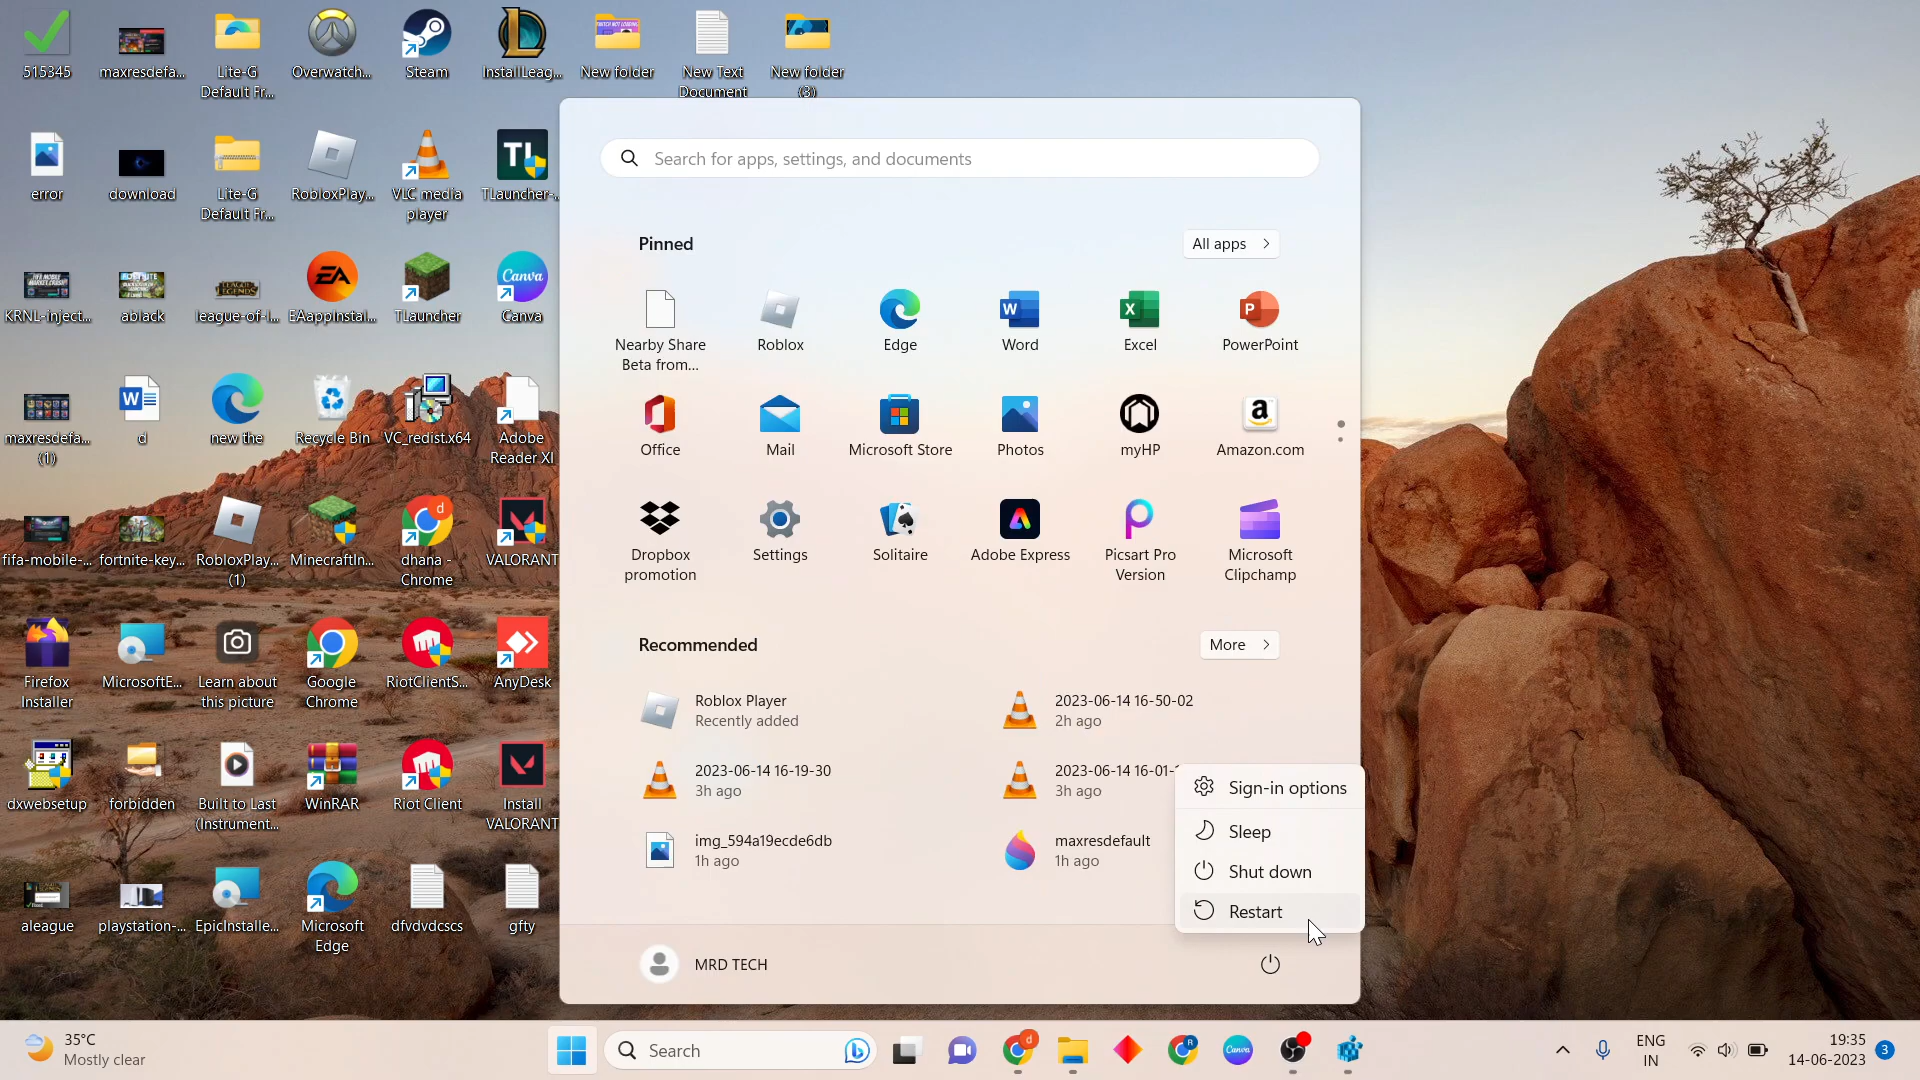 515345
maxresdefa...
Lite-G
Default Fr...
Overwatch...
Steam
InstallLeag...
New folder
New Text
Document
New folder
(3)
error
download
Lite-G
Default Fr...
RobloxPlay...
VLC media
player
TLauncher-...
KRNL-inject...
ablack
league-of-l...
EAappInstal...
TLauncher
Canva
maxresdefa...
(1)
d
new the
Recycle Bin
VC_redist.x64
Adobe
Reader XI
fifa-mobile-...
fortnite-key...
RobloxPlay...
(1)
MinecraftIn...
dhana -
Chrome
VALORANT
Firefox
Installer
MicrosoftE...
Learn about
this picture
Google
Chrome
RiotClientS...
AnyDesk
dxwebsetup
forbidden
Built to Last
(Instrument...
WinRAR
Riot Client
Install
VALORANT
aleague
playstation-...
EpicInstalle...
Microsoft
Edge
dfvdvdcscs
gfty
Search for apps, settings, and documents
Pinned
All apps
Nearby Share
Beta from...
Roblox
Edge
Word
Excel
PowerPoint
Office
Mail
Microsoft Store
Photos
myHP
Amazon.com
Dropbox
promotion
Settings
Solitaire
Adobe Express
Picsart Pro
Version
Microsoft
Clipchamp
Recommended
More
Roblox Player
Recently added
2023-06-14 16-50-02
2h ago
2023-06-14 16-19-30
3h ago
2023-06-14 16-01-
3h ago
img_594a19ecde6db
1h ago
maxresdefault
1h ago
Sign-in options
Sleep
Shut down
Restart
MRD TECH
35°C
Mostly clear
Search
ENG
IN
19:35
14-06-2023
3